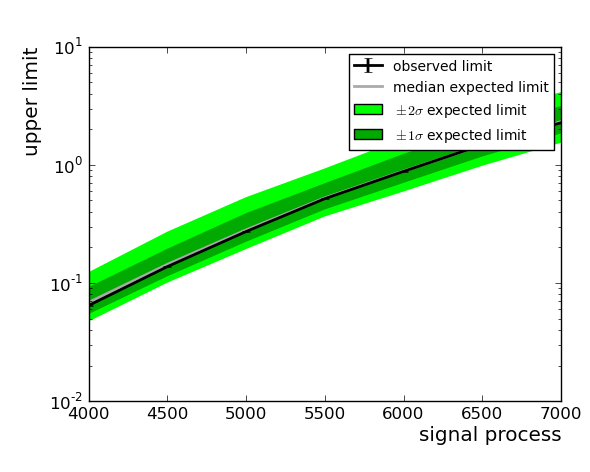 10^1
10^0
10^-1
10^-2
upper limit
observed limit
median expected limit
±2σ expected limit
±1σ expected limit
4000 4500 5000 5500 6000 6500 7000
signal process